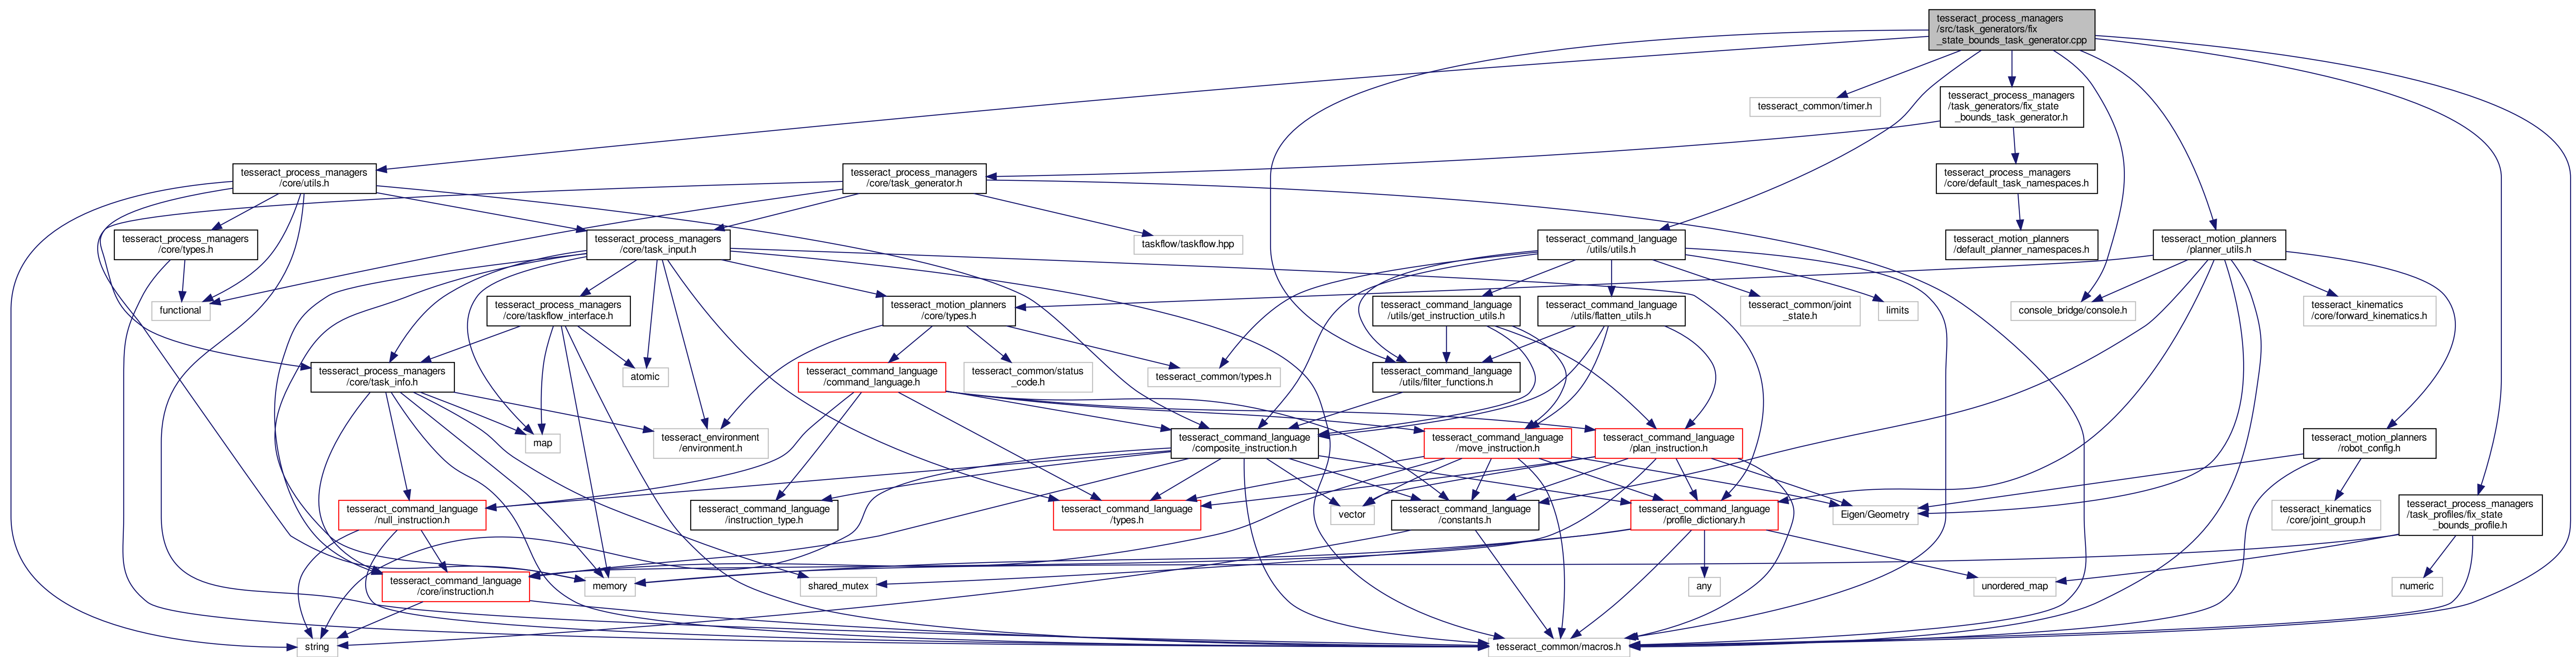 tesseract_process_managers
/src/task_generators/fix
_state_bounds_task_generator.cpp
tesseract_common/timer.h
tesseract_process_managers
/task_generators/fix_state
_bounds_task_generator.h
tesseract_process_managers
/core/utils.h
tesseract_process_managers
/core/task_generator.h
tesseract_process_managers
/core/default_task_namespaces.h
tesseract_process_managers
/core/types.h
tesseract_process_managers
/core/task_input.h
taskflow/taskflow.hpp
tesseract_command_language
/utils/utils.h
tesseract_motion_planners
/default_planner_namespaces.h
tesseract_motion_planners
/planner_utils.h
functional
tesseract_process_managers
/core/taskflow_interface.h
tesseract_motion_planners
/core/types.h
tesseract_command_language
/utils/get_instruction_utils.h
tesseract_command_language
/utils/flatten_utils.h
tesseract_common/joint
_state.h
limits
console_bridge/console.h
tesseract_kinematics
/core/forward_kinematics.h
tesseract_process_managers
/core/task_info.h
atomic
tesseract_command_language
/command_language.h
tesseract_common/status
_code.h
tesseract_common/types.h
tesseract_command_language
/utils/filter_functions.h
map
tesseract_environment
/environment.h
tesseract_command_language
/composite_instruction.h
tesseract_command_language
/move_instruction.h
tesseract_command_language
/plan_instruction.h
tesseract_motion_planners
/robot_config.h
tesseract_command_language
/null_instruction.h
tesseract_command_language
/instruction_type.h
tesseract_command_language
/types.h
vector
tesseract_command_language
/constants.h
tesseract_command_language
/profile_dictionary.h
Eigen/Geometry
tesseract_kinematics
/core/joint_group.h
tesseract_process_managers
/task_profiles/fix_state
_bounds_profile.h
tesseract_command_language
/core/instruction.h
memory
shared_mutex
any
unordered_map
numeric
string
tesseract_common/macros.h